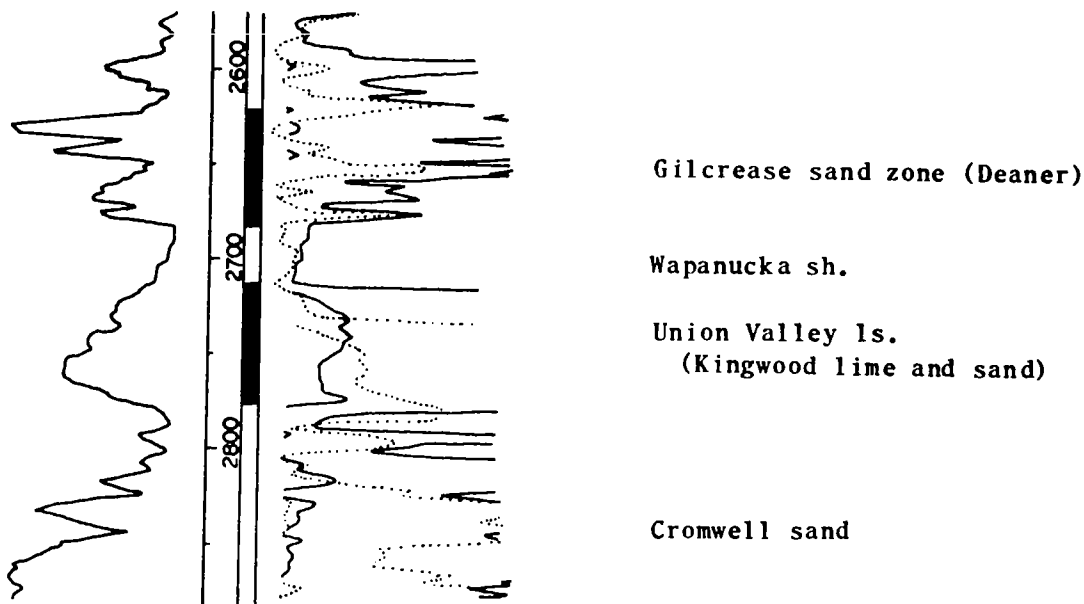 2600
Gilcrease sand zone (Deaner)
2700
Wapanucka sh.
Union Valley ls.
(Kingwood lime and sand)
2800
Cromwell sand